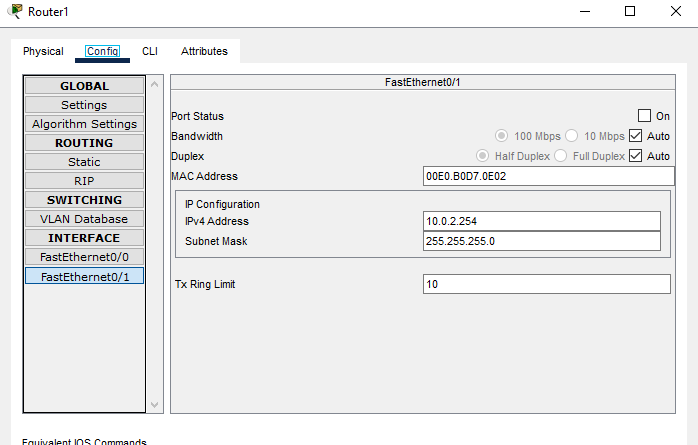 Router1
Physical Config CLI Attributes
GLOBAL
Settings
Algorithm Settings
ROUTING
Static
RIP
SWITCHING
VLAN Database
INTERFACE
FastEthernet0/0
FastEthernet0/1
FastEthernet0/1
Port Status On
Bandwidth 100 Mbps 10 Mbps Auto
Duplex Half Duplex Full Duplex Auto
MAC Address 00E0.B0D7.0E02
IP Configuration
IPv4 Address 10.0.2.254
Subnet Mask 255.255.255.0
Tx Ring Limit 10
Equivalent IOS Commands